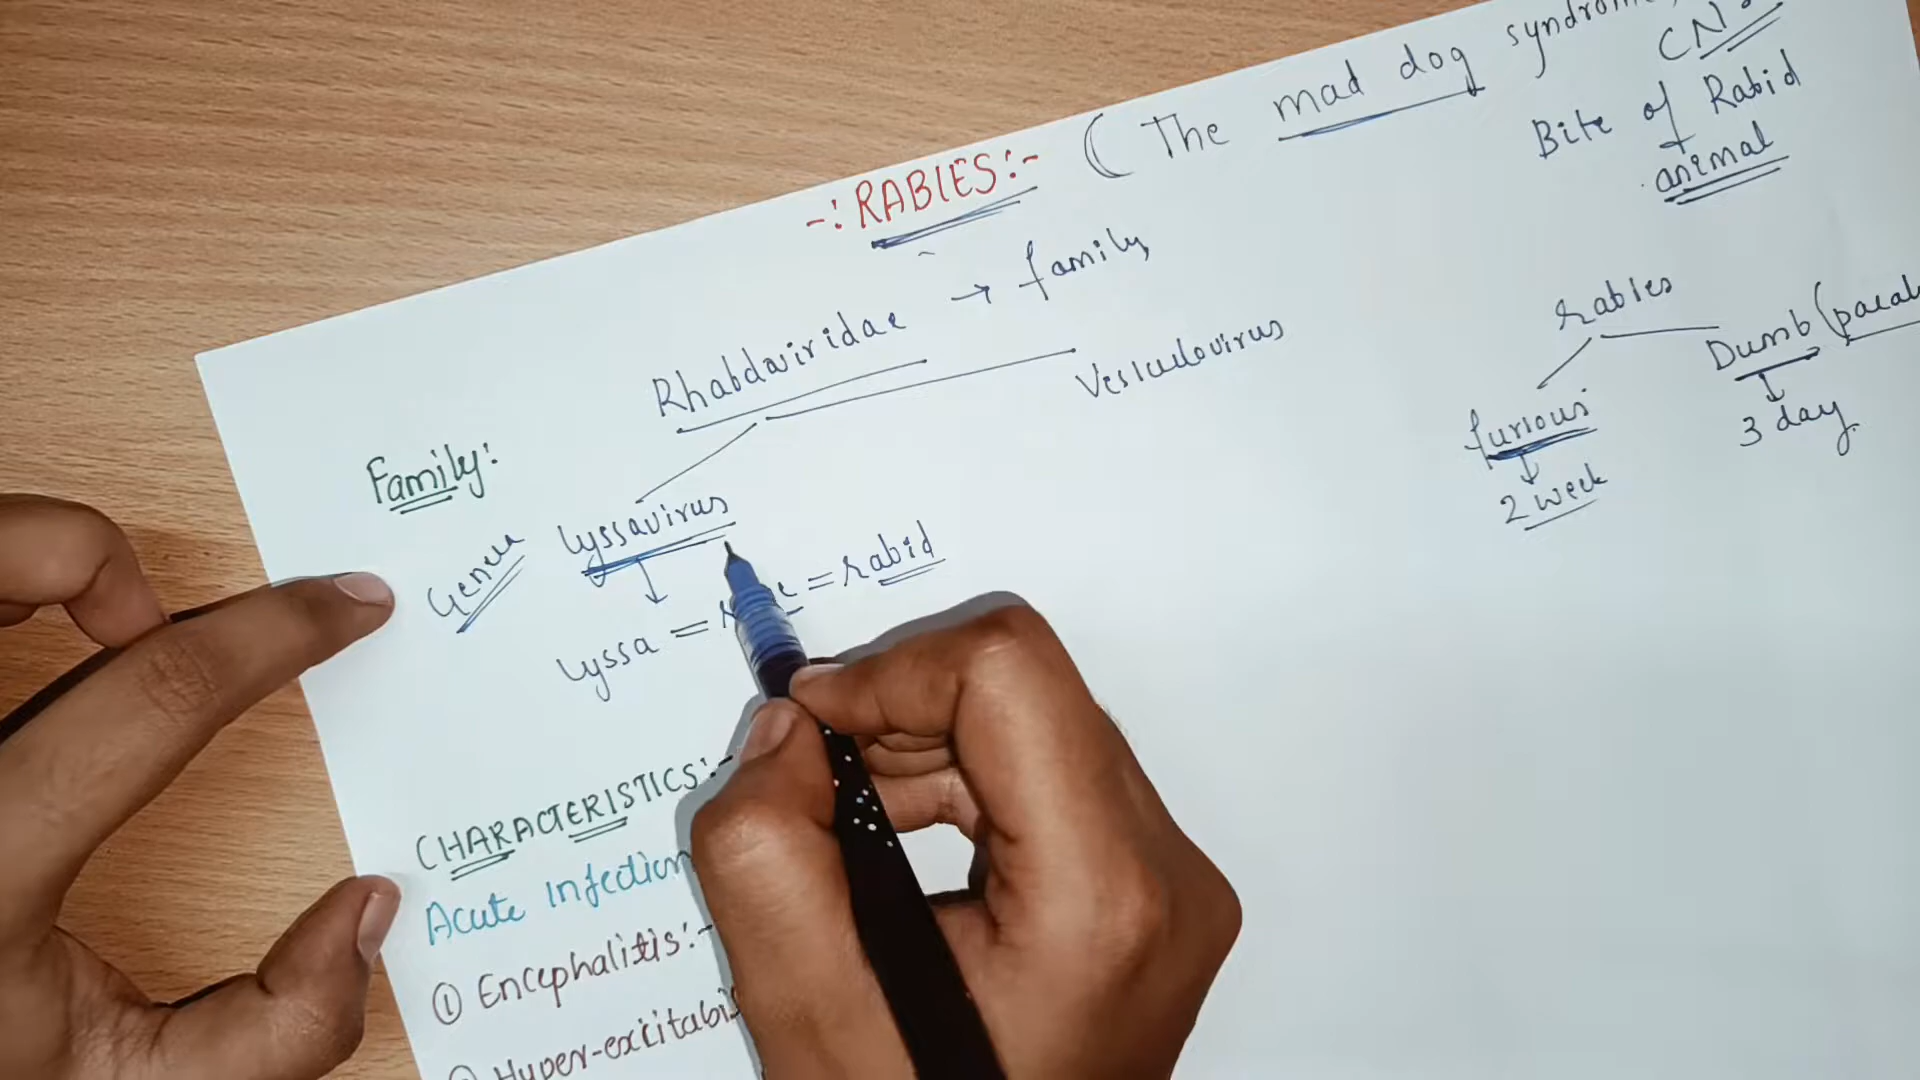 -: RABIES:- (The mad dog syndrome
CNS
Bite of Rabid
animal
Rhabdoviridae → family
Vesiculovirus
Family:
Lyssavirus
Lyssa = = rabid
rabies
furious
2 week
Dumb (paral
3 day
CHARACTERISTICS:-
Acute Infection
① Encephalitis:-
Hyper-excitabi